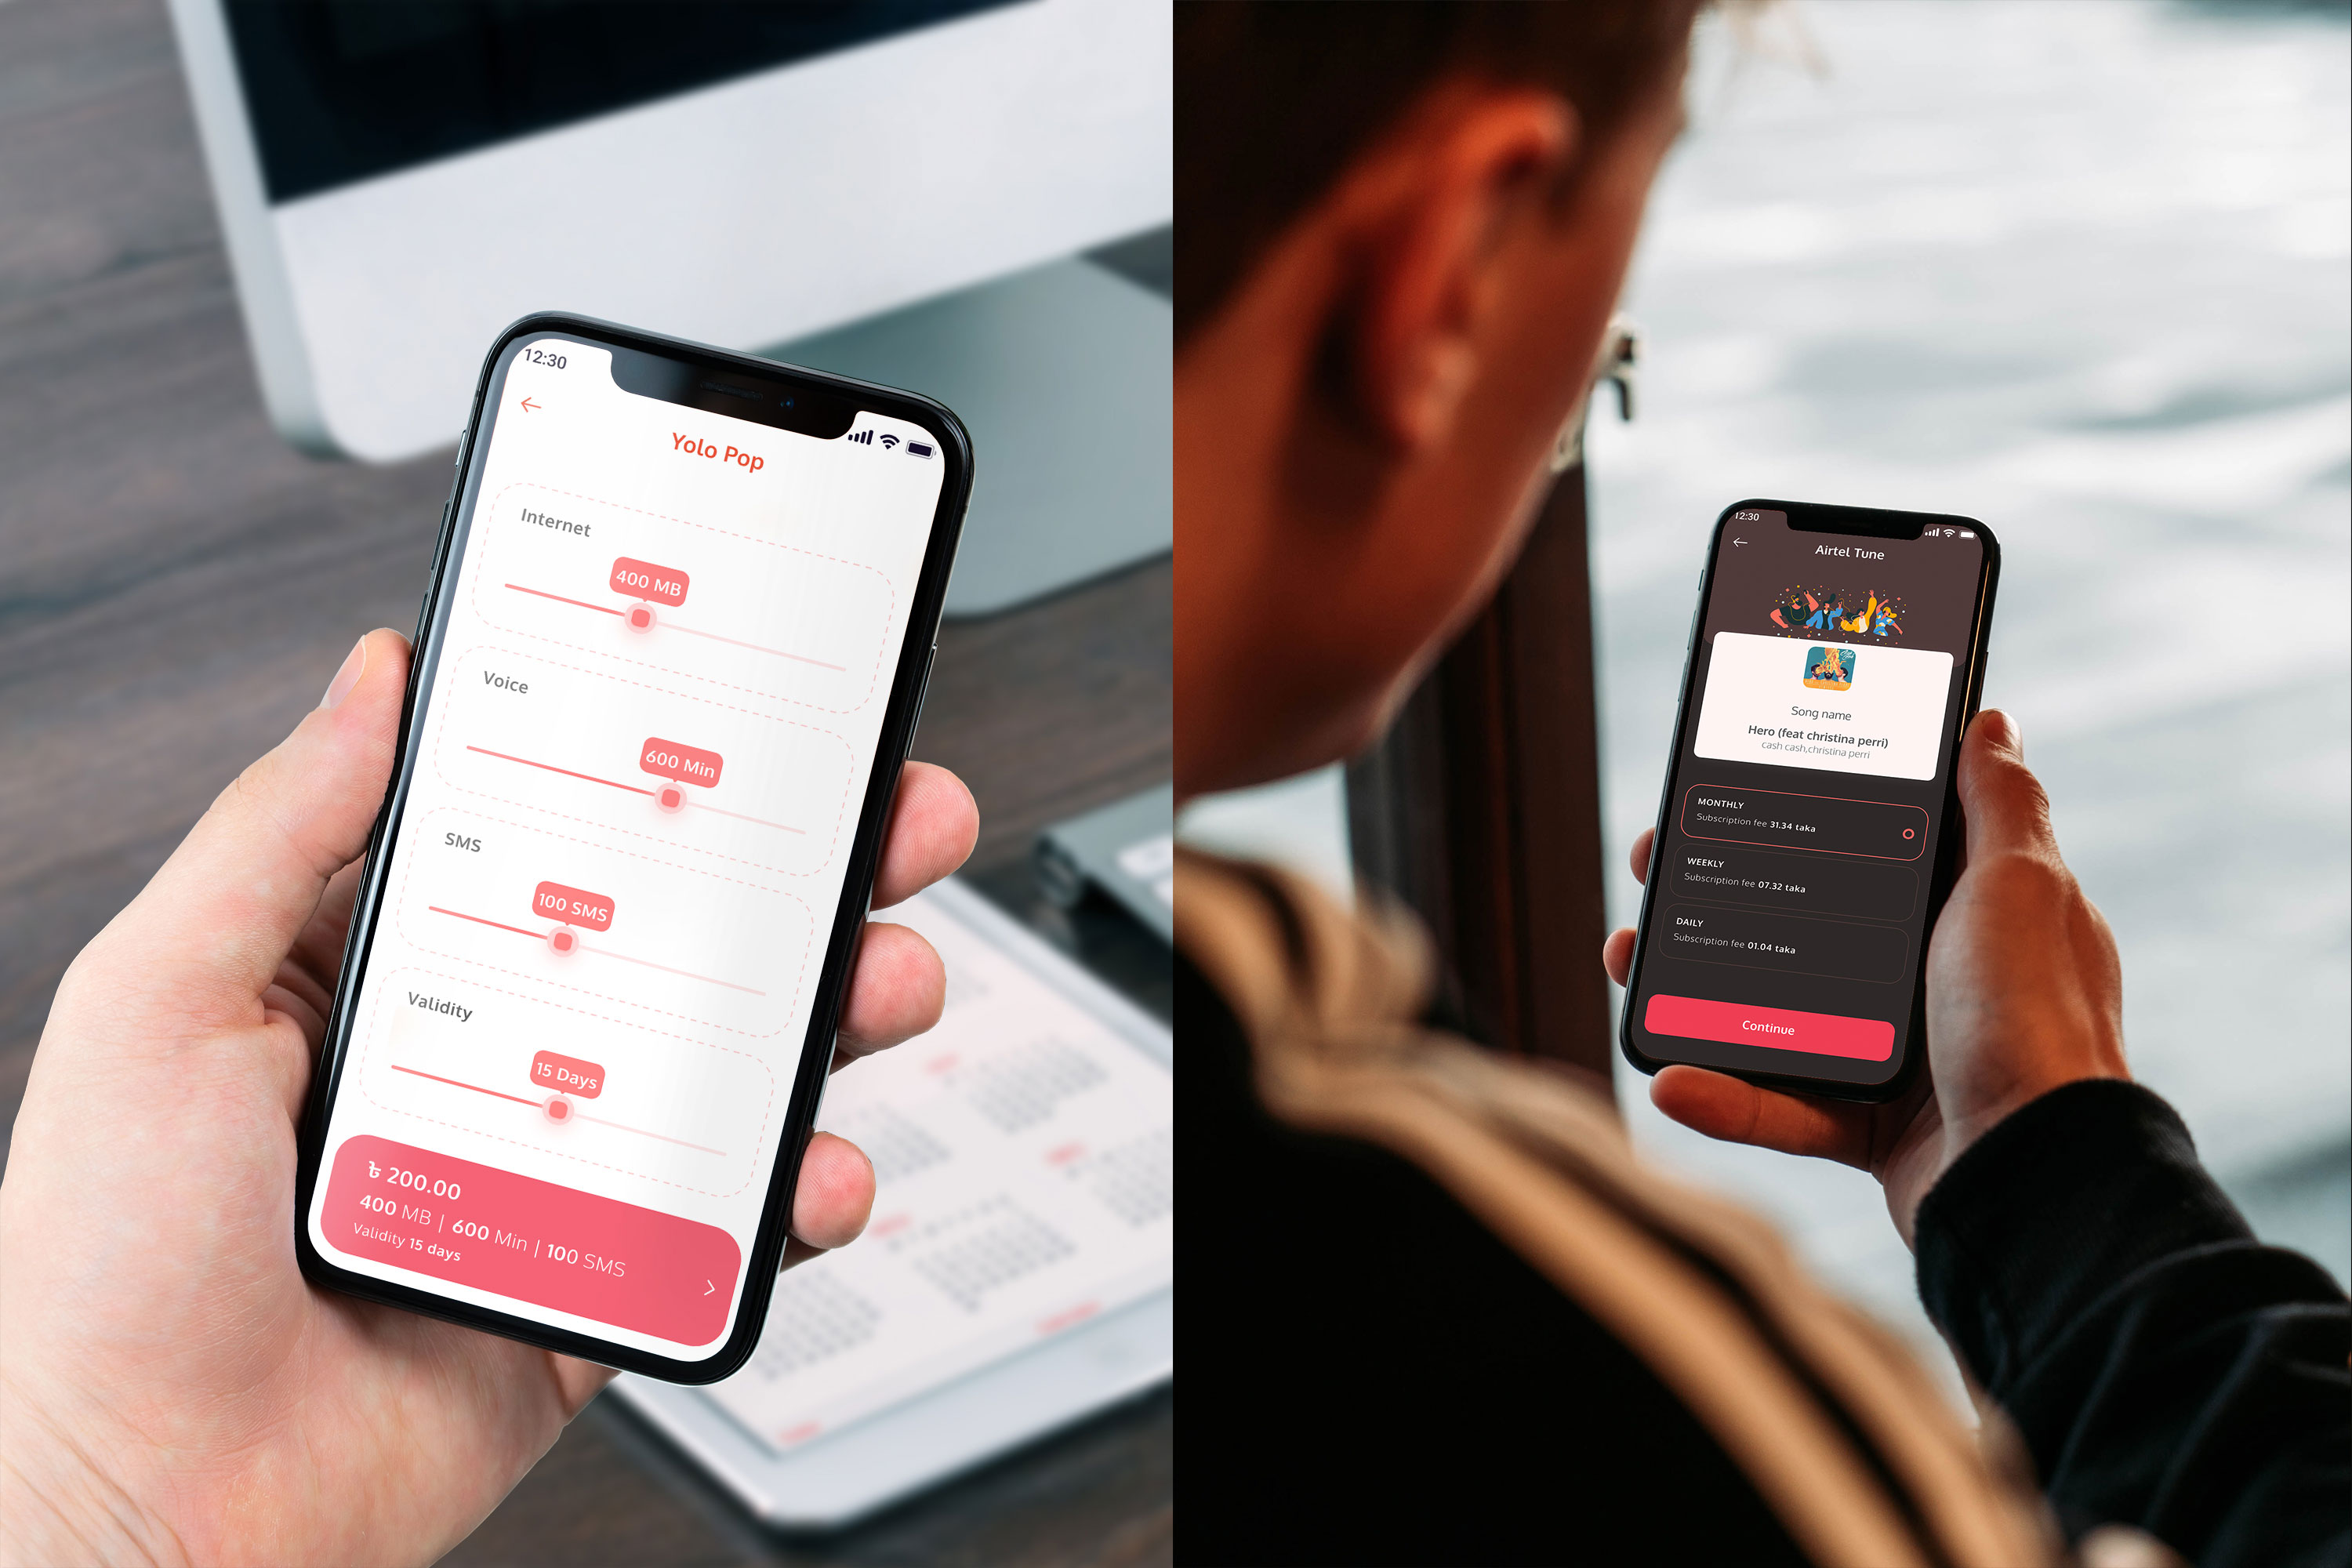 12:30
Yolo Pop
Internet
400 MB
Voice
600 Min
SMS
100 SMS
Validity
15 Days
৳ 200.00
400 MB | 600 Min | 100 SMS
Validity 15 days
12:30
Airtel Tune
Song name
Hero (feat christina perri)
cash cash,christina perri
MONTHLY
Subscription fee 31.34 taka
WEEKLY
Subscription fee 07.32 taka
DAILY
Subscription fee 01.04 taka
Continue